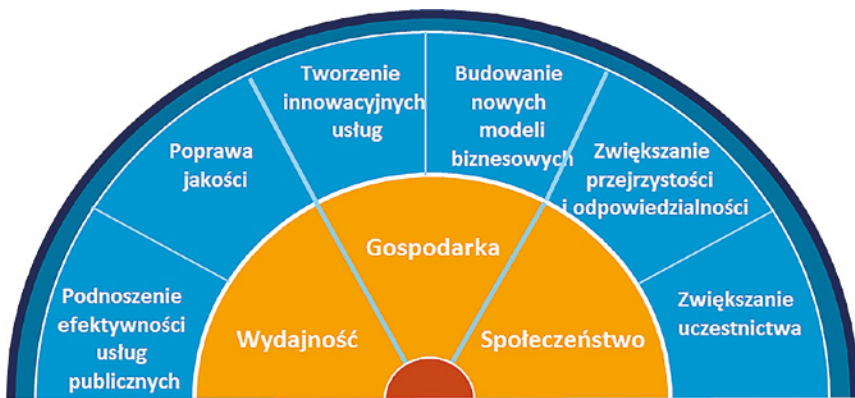 Podnoszenie
efektywności
usług
publicznych
Poprawa
jakości
Tworzenie
innowacyjnych
usług
Budowanie
nowych
modeli
biznesowych
Zwiększanie
przejrzystości
i odpowiedzialności
Zwiększanie
uczestnictwa
Wydajność
Gospodarka
Społeczeństwo